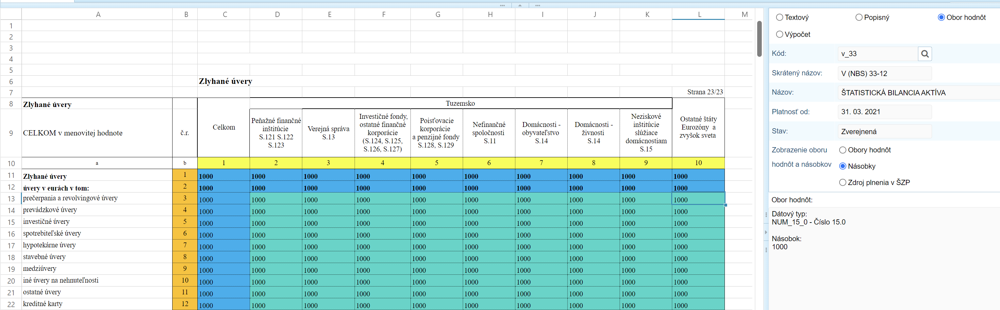 A B C D E F G H I J K L M
1
2
3
4
5
6 Zlyhané úvery
7 Strana 23/23
8 Zlyhané úvery Tuzemsko
9 CELKOM v menovitej hodnote č.r. Celkom
Peňažné finančné
inštitúcie
S.121 S.122
S.123
Verejná správa
S.13
Investičné fondy,
ostatné finančné
korporácie
(S.124, S.125,
S.126, S.127)
Poisťovacie
korporácie
a penzijné fondy
S.128, S.129
Nefinančné
spoločnosti
S.11
Domácnosti -
obyvateľstvo
S.14
Domácnosti -
živnosti
S.14
Neziskové
inštitúcie
slúžiace
domácnostiam
S.15
Ostatné štáty
Eurozóny a
zvyšok sveta
10 a b 1 2 3 4 5 6 7 8 9 10
11 Zlyhané úvery 1 1000 1000 1000 1000 1000 1000 1000 1000 1000 1000
12 úvery v eurách v tom: 2 1000 1000 1000 1000 1000 1000 1000 1000 1000 1000
13 prečerpania a revolvingové úvery 3 1000 1000 1000 1000 1000 1000 1000 1000 1000 1000
14 prevádzkové úvery 4 1000 1000 1000 1000 1000 1000 1000 1000 1000 1000
15 investičné úvery 5 1000 1000 1000 1000 1000 1000 1000 1000 1000 1000
16 spotrebiteľské úvery 6 1000 1000 1000 1000 1000 1000 1000 1000 1000 1000
17 hypotekárne úvery 7 1000 1000 1000 1000 1000 1000 1000 1000 1000 1000
18 stavebné úvery 8 1000 1000 1000 1000 1000 1000 1000 1000 1000 1000
19 medziúvery 9 1000 1000 1000 1000 1000 1000 1000 1000 1000 1000
20 iné úvery na nehnuteľnosti 10 1000 1000 1000 1000 1000 1000 1000 1000 1000 1000
21 ostatné úvery 11 1000 1000 1000 1000 1000 1000 1000 1000 1000 1000
22 kreditné karty 12 1000 1000 1000 1000 1000 1000 1000 1000 1000 1000
Textový Popisný Obor hodnôt
Výpočet
Kód: v_33
Skrátený názov: V (NBS) 33-12
Názov: ŠTATISTICKÁ BILANCIA AKTÍVA
Platnosť od: 31. 03. 2021
Stav: Zverejnená
Zobrazenie oboru
hodnôt a násobkov
Obory hodnôt
Násobky
Zdroj plnenia v ŠZP
Obor hodnôt:
Dátový typ:
NUM_15_0 - Číslo 15.0
Násobok:
1000